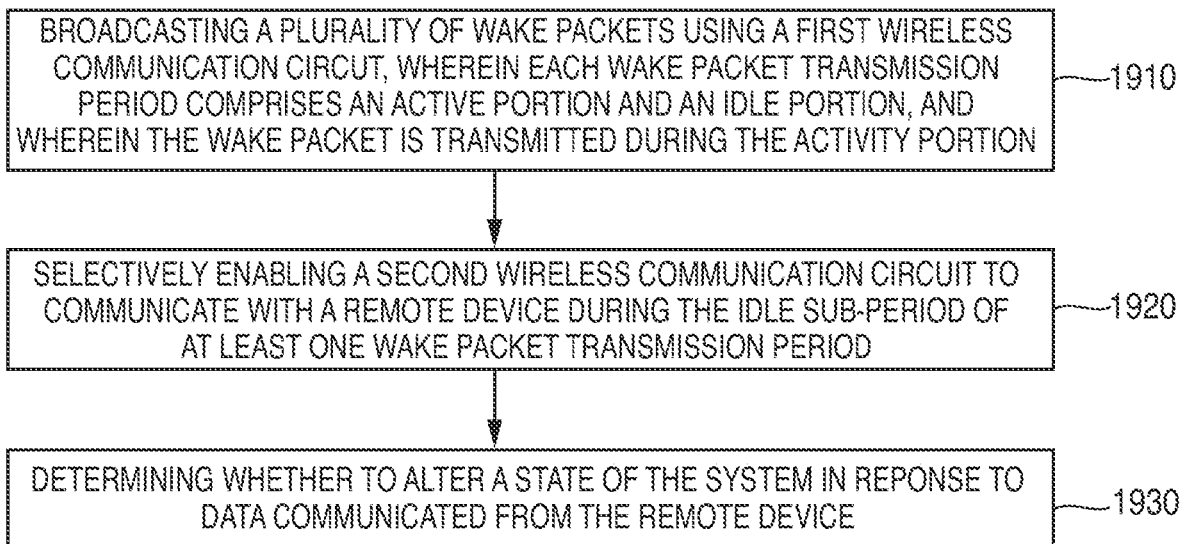 BROADCASTING A PLURALITY OF WAKE PACKETS USING A FIRST WIRELESS
COMMUNICATION CIRCUT, WHEREIN EACH WAKE PACKET TRANSMISSION
PERIOD COMPRISES AN ACTIVE PORTION AND AN IDLE PORTION, AND
WHEREIN THE WAKE PACKET IS TRANSMITTED DURING THE ACTIVITY PORTION
1910
SELECTIVELY ENABLING A SECOND WIRELESS COMMUNICATION CIRCUIT TO
COMMUNICATE WITH A REMOTE DEVICE DURING THE IDLE SUB-PERIOD OF
AT LEAST ONE WAKE PACKET TRANSMISSION PERIOD
1920
DETERMINING WHETHER TO ALTER A STATE OF THE SYSTEM IN REPONSE TO
DATA COMMUNICATED FROM THE REMOTE DEVICE
1930